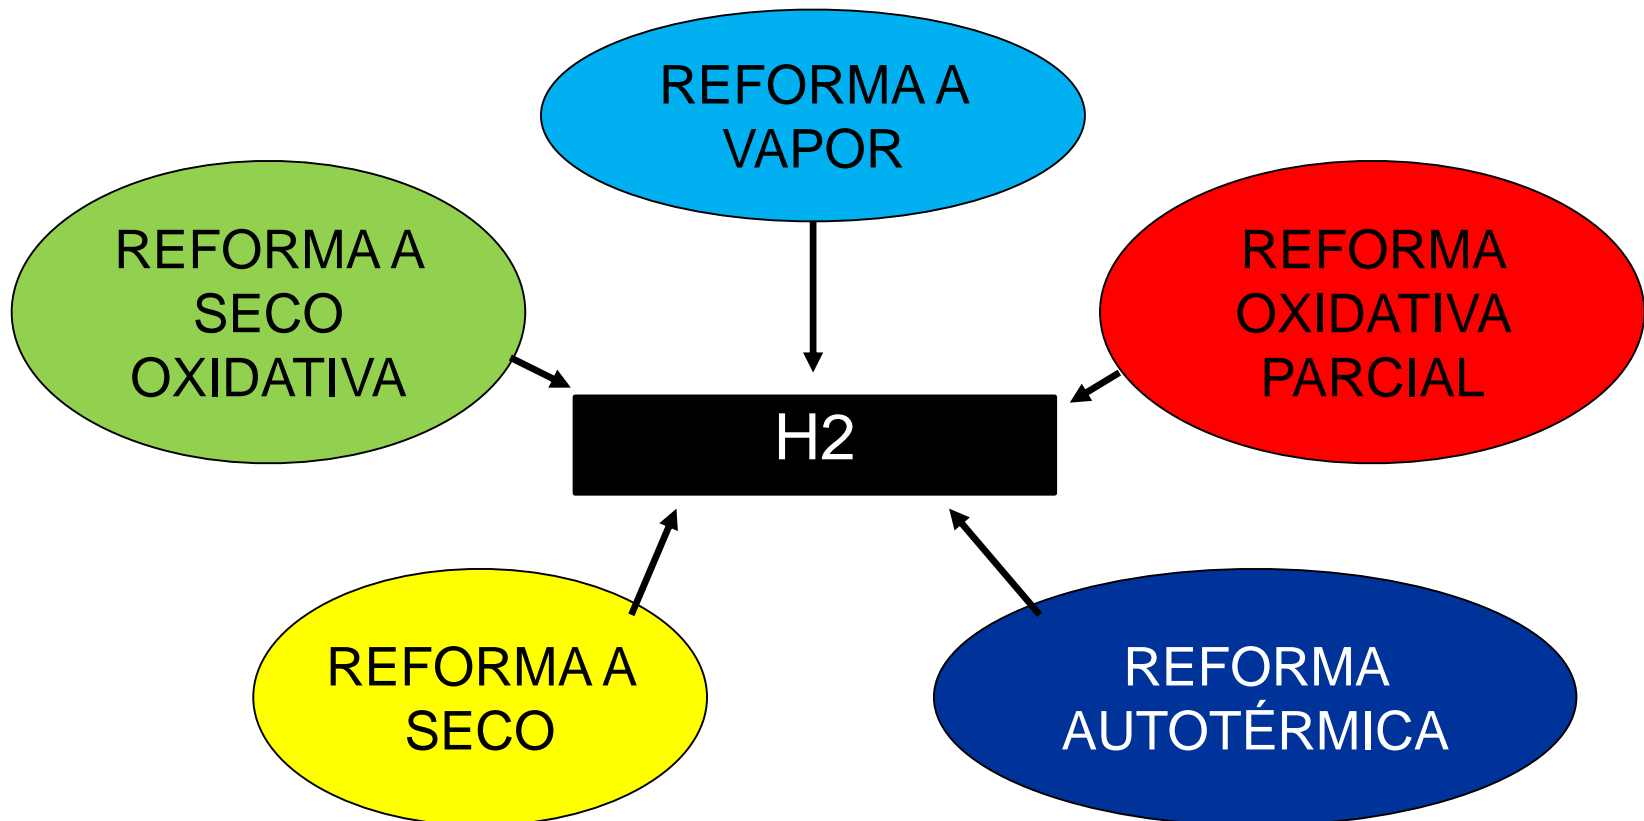 REFORMA A
VAPOR
REFORMA A
SECO
OXIDATIVA
REFORMA
OXIDATIVA
PARCIAL
H2
REFORMA A
SECO
REFORMA
AUTOTÉRMICA